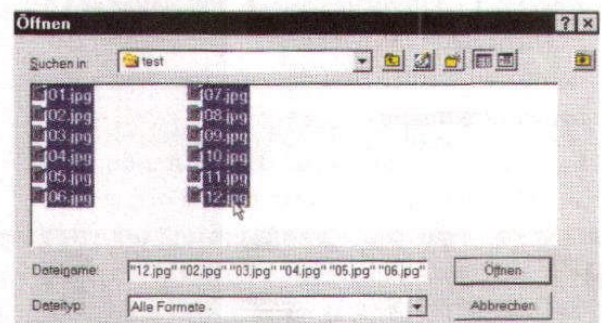 Öffnen
Suchen in: test
01.jpg 07.jpg
02.jpg 08.jpg
03.jpg 09.jpg
04.jpg 10.jpg
05.jpg 11.jpg
06.jpg 12.jpg
Dateiname: "12.jpg" "02.jpg" "03.jpg" "04.jpg" "05.jpg" "06.jpg" Öffnen
Dateityp: Alle Formate Abbrechen